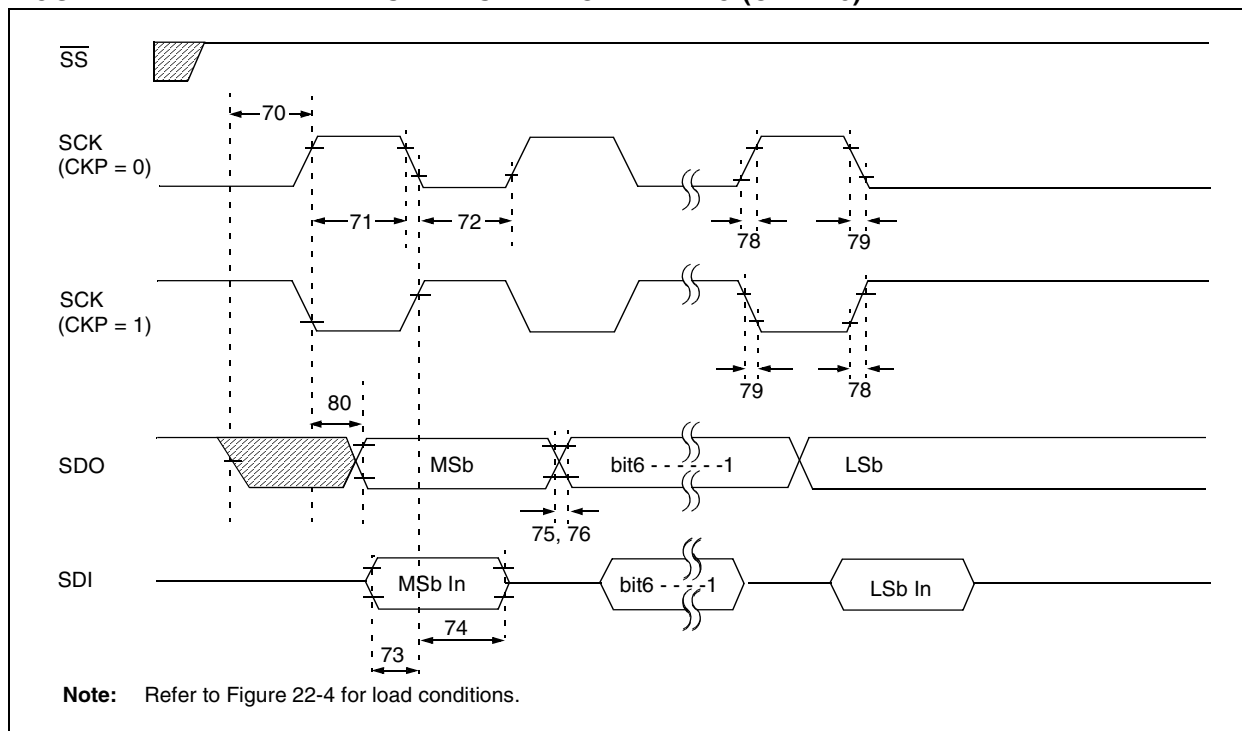 SS
70
SCK
(CKP = 0)
71
72
78
79
SCK
(CKP = 1)
79
78
80
SDO
MSb
bit6 - - - - - - -1
LSb
75, 76
SDI
MSb In
bit6 - - - - -1
LSb In
74
73
Note: Refer to Figure 22-4 for load conditions.